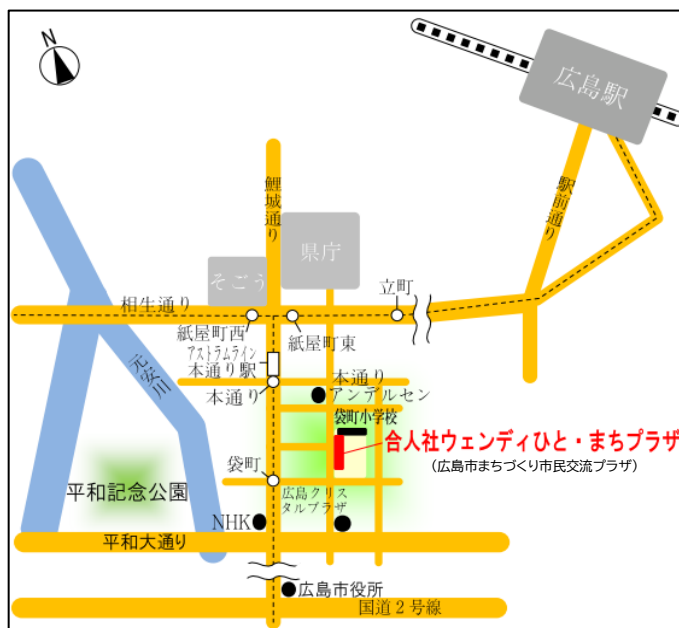 N
広島駅
鯉城通り
駅前通り
県庁
そごう
立町
相生通り
紙屋町西
紙屋町東
アストラムライン
本通り駅
元安川
本通り
本通り
アンデルセン
袋町小学校
合人社ウェンディひと・まちプラザ
(広島市まちづくり市民交流プラザ)
袋町
平和記念公園
広島クリス
タルプラザ
NHK
平和大通り
広島市役所
国道2号線